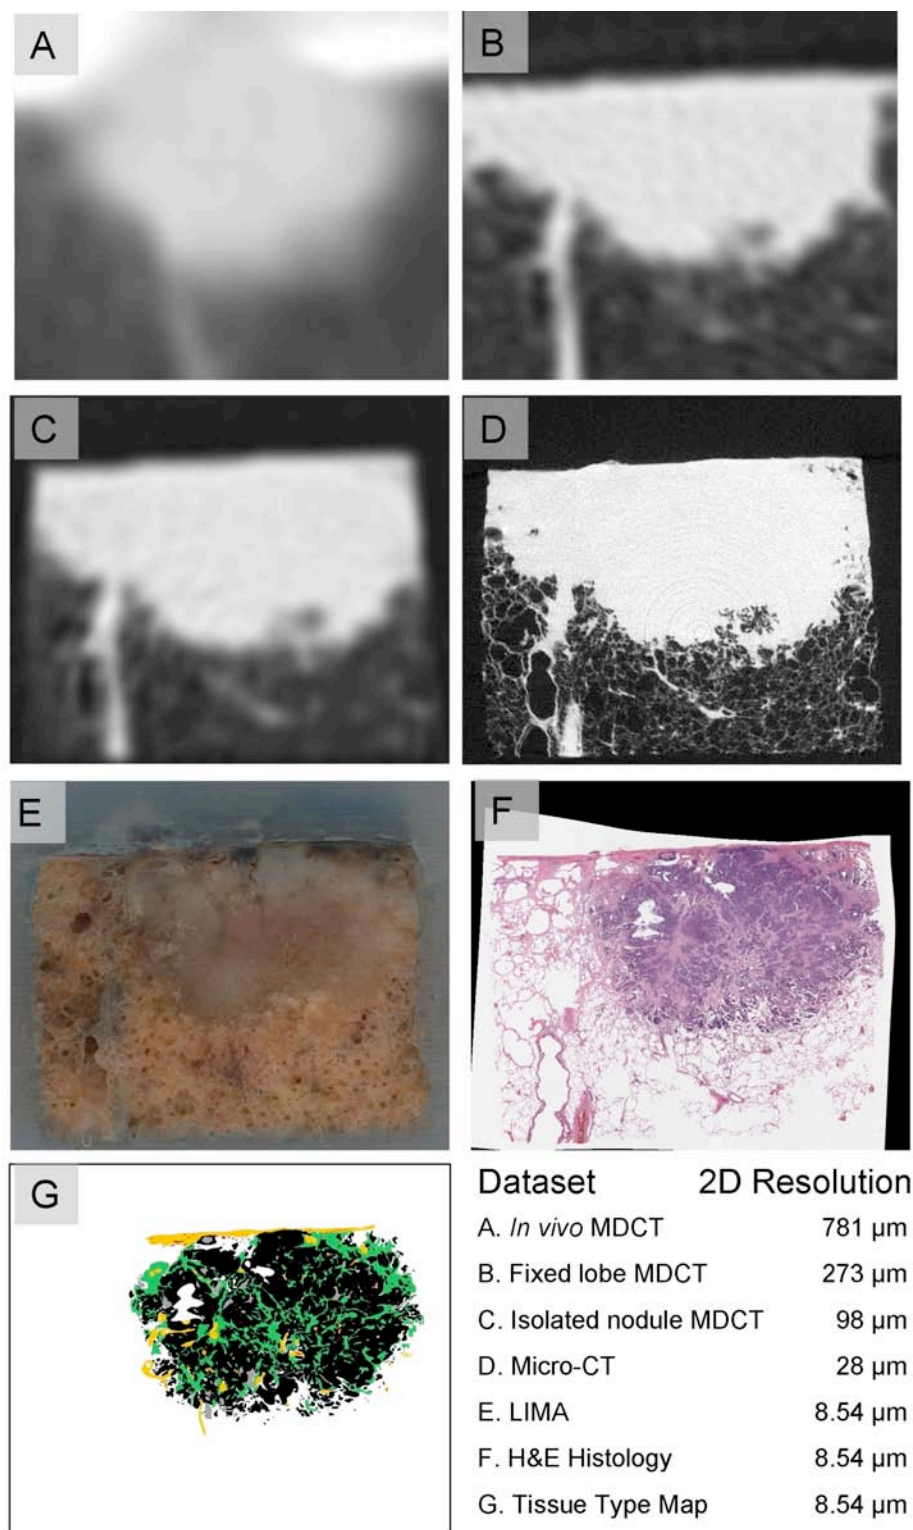 A
B
C
D
E
F
G
Dataset 2D Resolution
A. In vivo MDCT 781 µm
B. Fixed lobe MDCT 273 µm
C. Isolated nodule MDCT 98 µm
D. Micro-CT 28 µm
E. LIMA 8.54 µm
F. H&E Histology 8.54 µm
G. Tissue Type Map 8.54 µm